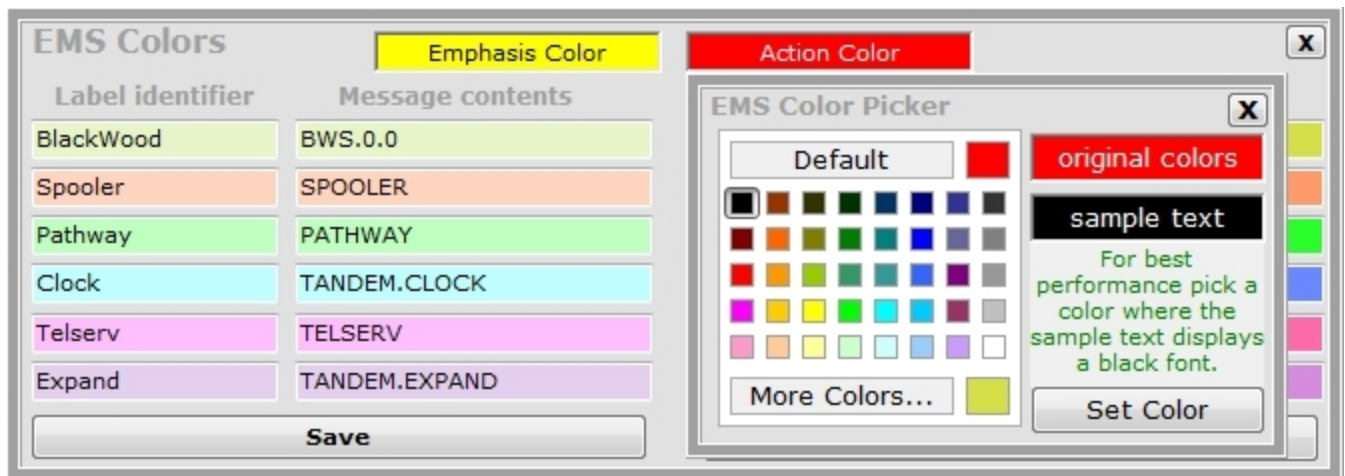 EMS Colors
Emphasis Color
Action Color
X
Label identifier
Message contents
BlackWood
BWS.0.0
Spooler
SPOOLER
Pathway
PATHWAY
Clock
TANDEM.CLOCK
Telserv
TELSERV
Expand
TANDEM.EXPAND
Save
EMS Color Picker
X
Default
original colors
sample text
For best
performance pick a
color where the
sample text displays
a black font.
More Colors...
Set Color